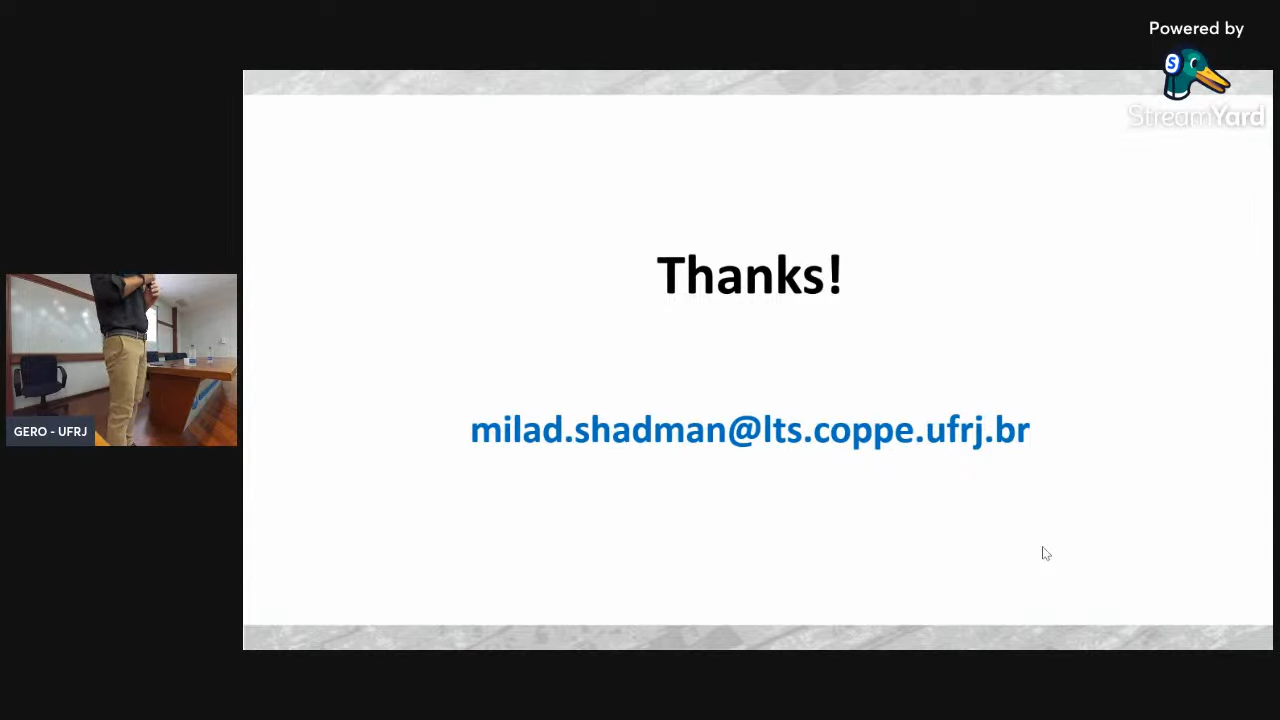 Powered by
S
StreamYard
Thanks!
milad.shadman@lts.coppe.ufrj.br
GERO - UFRJ